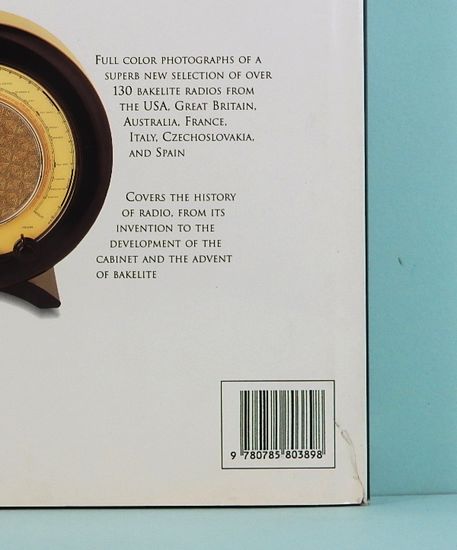 FULL COLOR PHOTOGRAPHS OF A
SUPERB NEW SELECTION OF OVER
130 BAKELITE RADIOS FROM
THE USA, GREAT BRITAIN,
AUSTRALIA, FRANCE,
ITALY, CZECHOSLOVAKIA,
AND SPAIN
COVERS THE HISTORY
OF RADIO, FROM ITS
INVENTION TO THE
DEVELOPMENT OF THE
CABINET AND THE ADVENT
OF BAKELITE
9 780785 803898